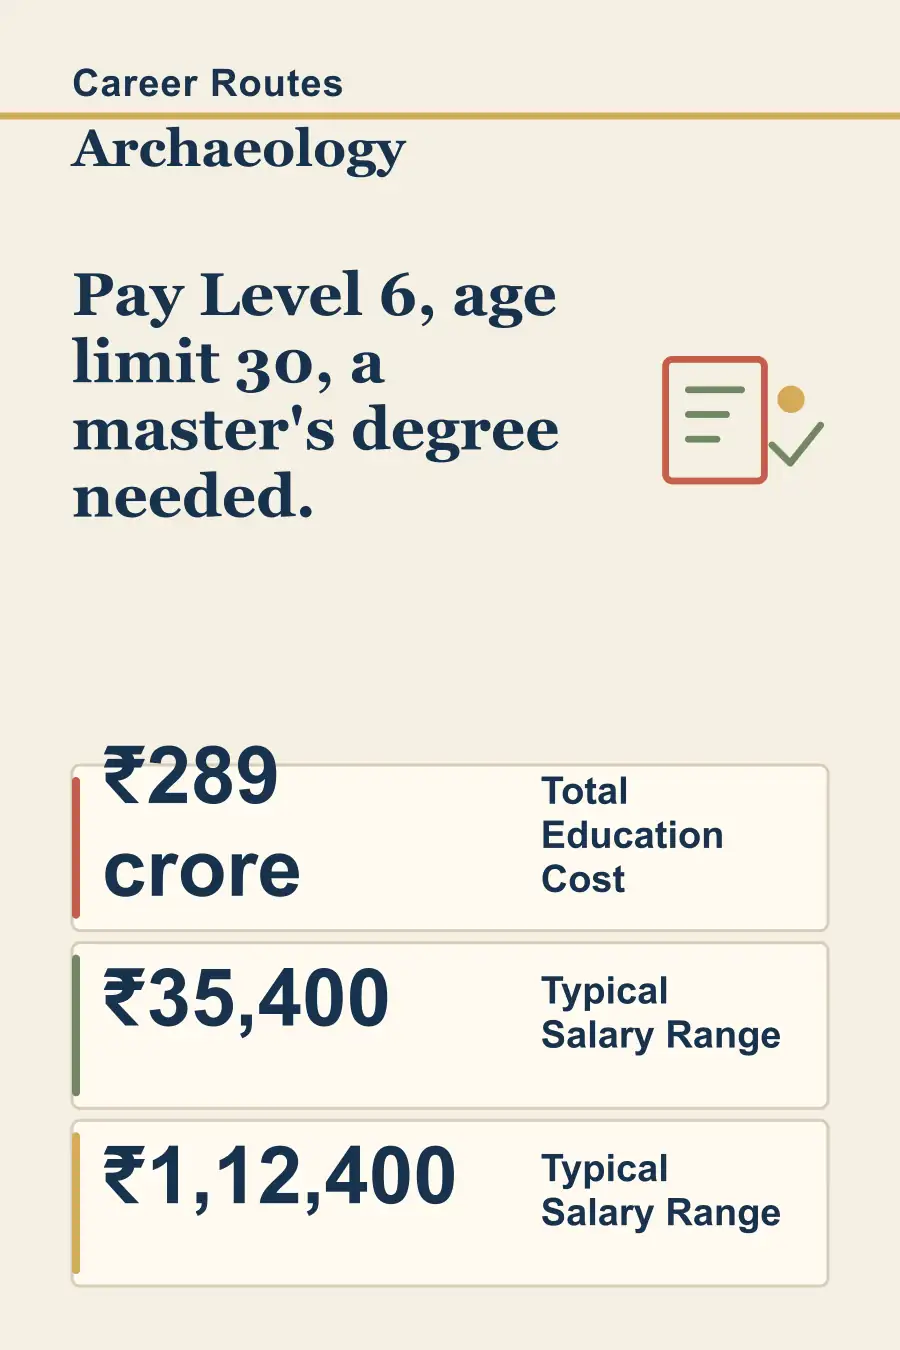 Career Routes
Archaeology
Pay Level 6, age
limit 30, a
master's degree
needed.
₹289
crore
Total
Education
Cost
₹35,400
Typical
Salary Range
₹1,12,400
Typical
Salary Range